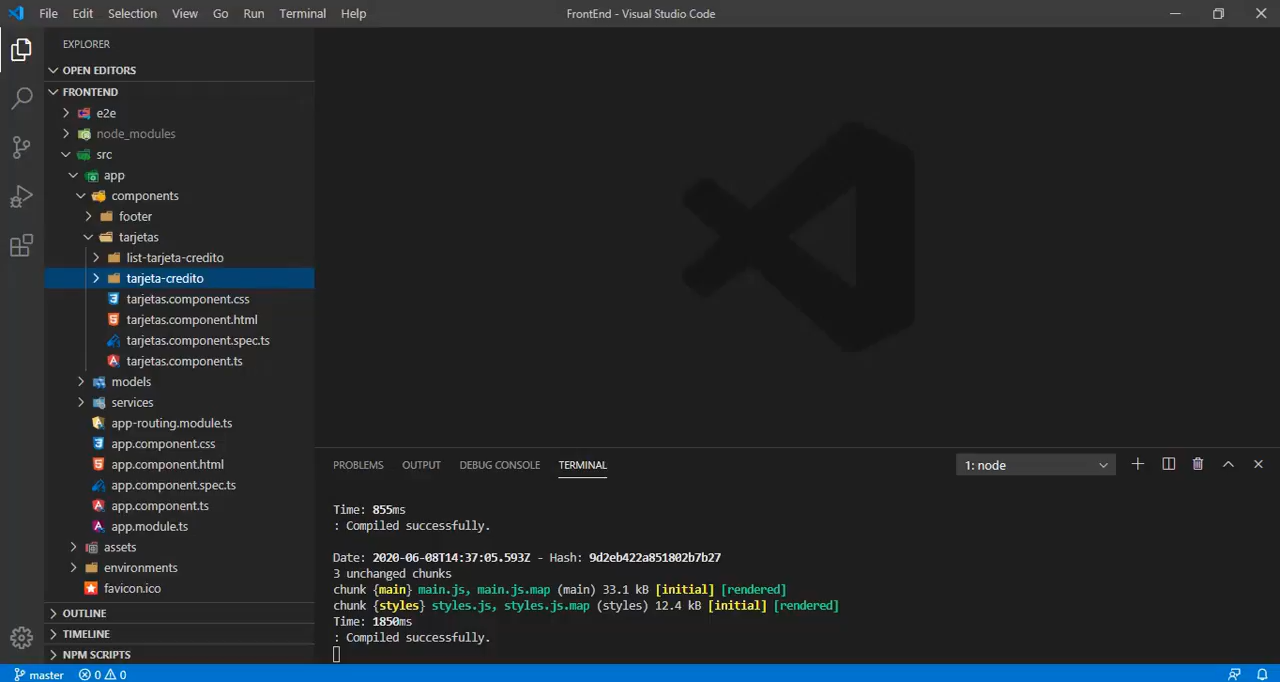 File Edit Selection View Go Run Terminal Help FrontEnd - Visual Studio Code
EXPLORER
OPEN EDITORS
FRONTEND
e2e
node_modules
src
app
components
footer
tarjetas
list-tarjeta-credito
tarjeta-credito
tarjetas.component.css
tarjetas.component.html
tarjetas.component.spec.ts
tarjetas.component.ts
models
services
app-routing.module.ts
app.component.css
app.component.html
app.component.spec.ts
app.component.ts
app.module.ts
assets
environments
favicon.ico
OUTLINE
TIMELINE
NPM SCRIPTS
PROBLEMS OUTPUT DEBUG CONSOLE TERMINAL 1: node
Time: 855ms
: Compiled successfully.
Date: 2020-06-08T14:37:05.593Z - Hash: 9d2eb422a851802b7b27
3 unchanged chunks
chunk {main} main.js, main.js.map (main) 33.1 kB [initial] [rendered]
chunk {styles} styles.js, styles.js.map (styles) 12.4 kB [initial] [rendered]
Time: 1850ms
: Compiled successfully.
master 0 0